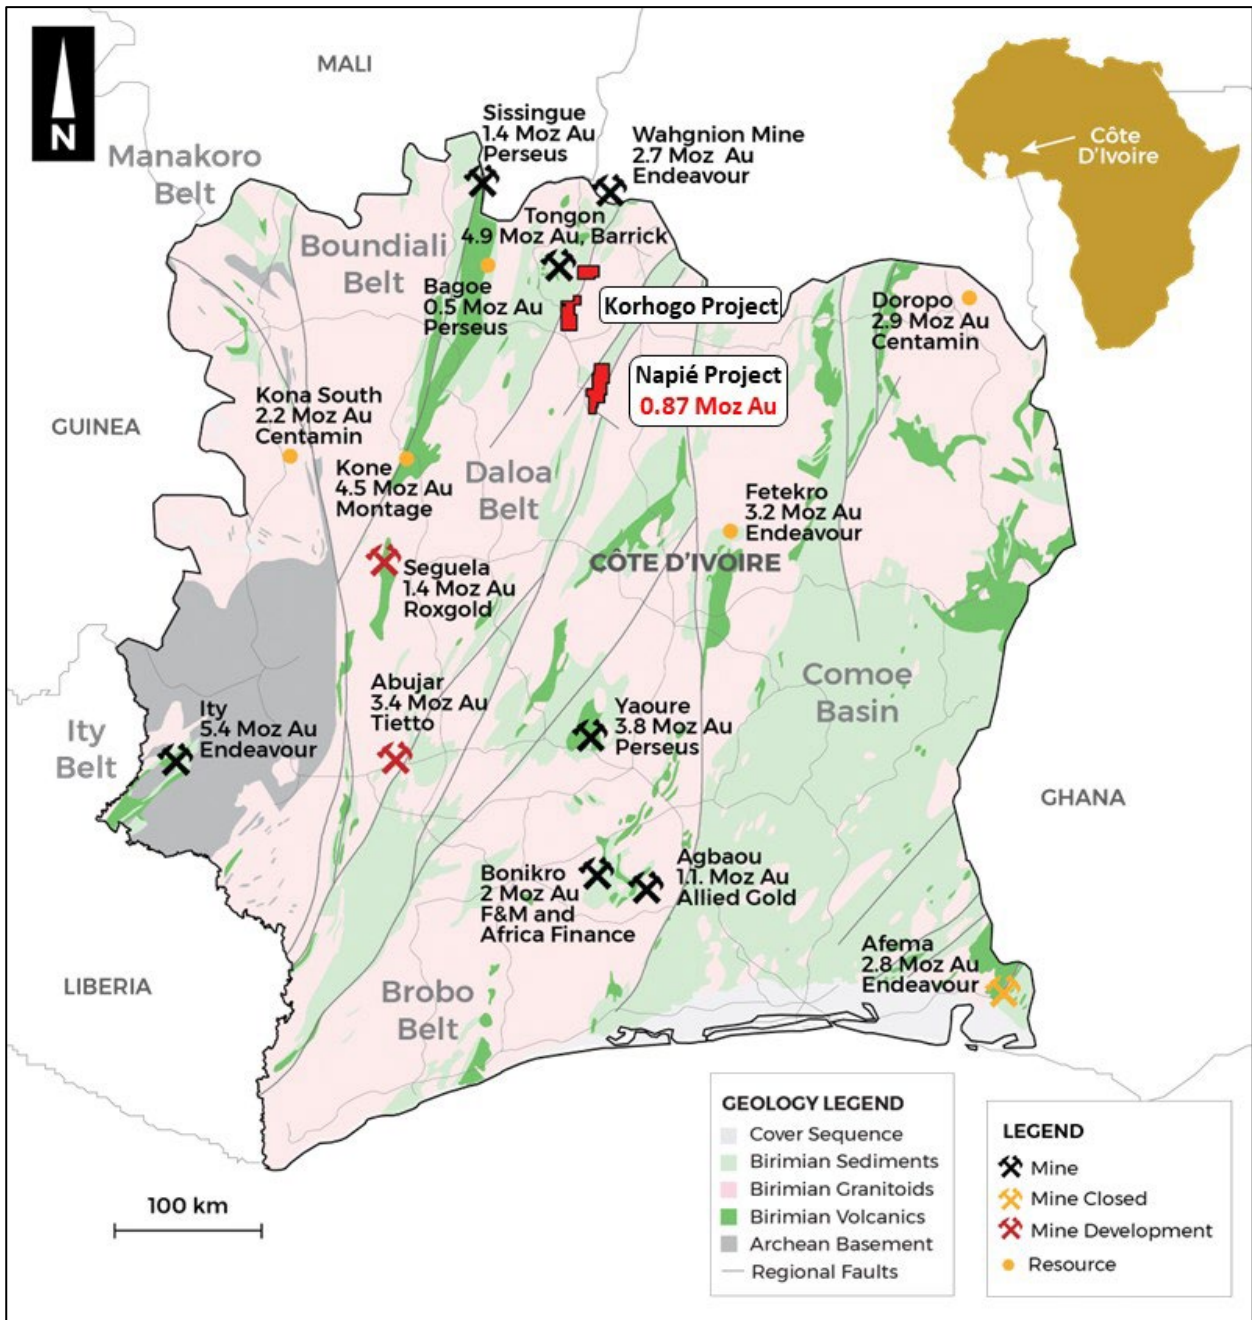 N
MALI
Manakoro
Belt
Sissingue
1.4 Moz Au
Perseus
Wahgnion Mine
2.7 Moz Au
Endeavour
Côte
D'Ivoire
Tongon
4.9 Moz Au, Barrick
Boundiali
Belt
Bagoe
0.5 Moz Au
Perseus
Korhogo Project
Doropo
2.9 Moz Au
Centamin
Napié Project
0.87 Moz Au
GUINEA
Kona South
2.2 Moz Au
Centamin
Kone
4.5 Moz Au
Montage
Daloa
Belt
Fetekro
3.2 Moz Au
Endeavour
CÔTE D'IVOIRE
Seguela
1.4 Moz Au
Roxgold
Comoe
Basin
Abujar
3.4 Moz Au
Tietto
Ity
5.4 Moz Au
Endeavour
Ity
Belt
Yaoure
3.8 Moz Au
Perseus
GHANA
Bonikro
2 Moz Au
F&M and
Africa Finance
Agbaou
1.1. Moz Au
Allied Gold
Afema
2.8 Moz Au
Endeavour
LIBERIA
Brobo
Belt
100 km
GEOLOGY LEGEND
Cover Sequence
Birimian Sediments
Birimian Granitoids
Birimian Volcanics
Archean Basement
Regional Faults
LEGEND
Mine
Mine Closed
Mine Development
Resource